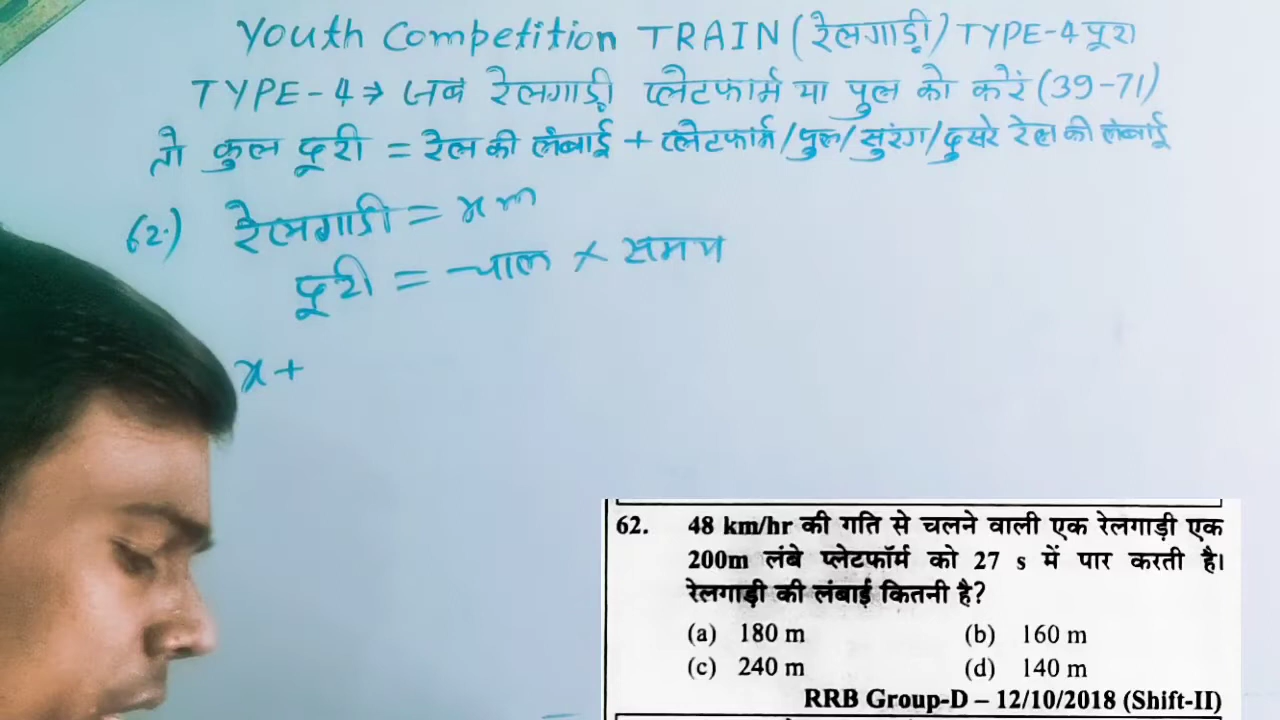 Youth Competition TRAIN (रेलगाड़ी) TYPE-4 पूरा
TYPE-4 ⇒ जब रेलगाड़ी प्लेटफार्म या पुल को करें (39-71)
तो कुल दूरी = रेल की लंबाई + प्लेटफार्म/पुल/सुरंग/दुसरे रेल की लंबाई
62.) रेलगाडी = x m
दूरी = चाल × समय
x +
62. 48 km/hr की गति से चलने वाली एक रेलगाड़ी एक
200m लंबे प्लेटफॉर्म को 27 s में पार करती है।
रेलगाड़ी की लंबाई कितनी है?
(a) 180 m (b) 160 m
(c) 240 m (d) 140 m
RRB Group-D – 12/10/2018 (Shift-II)